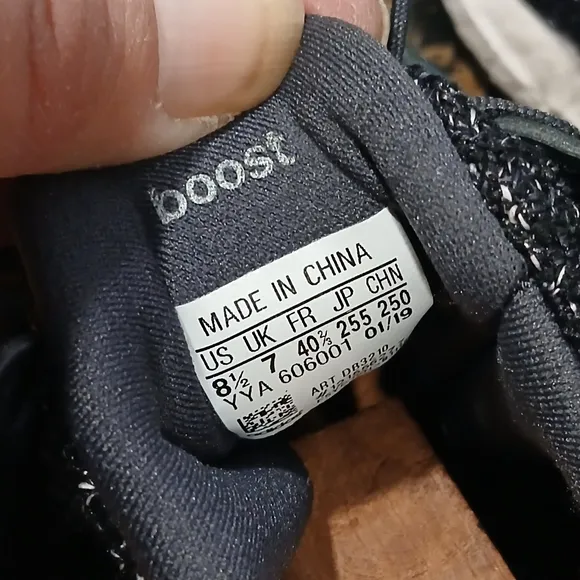 boost
MADE IN CHINA
US UK FR JP CHN
8½ 7 40⅔ 255 250
YYA 606001 01/19
ART DB3210